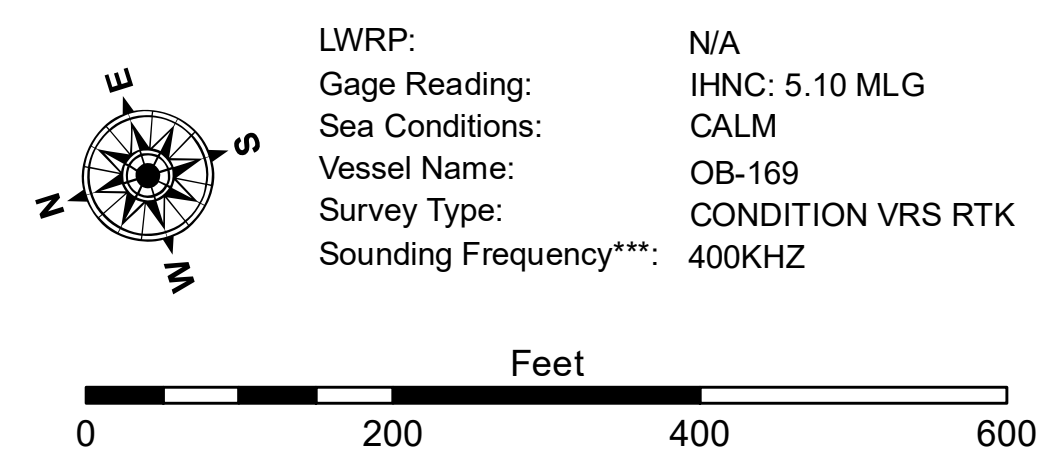 E
S
N
W
LWRP: N/A
Gage Reading: IHNC: 5.10 MLG
Sea Conditions: CALM
Vessel Name: OB-169
Survey Type: CONDITION VRS RTK
Sounding Frequency***: 400KHZ
Feet
0 200 400 600